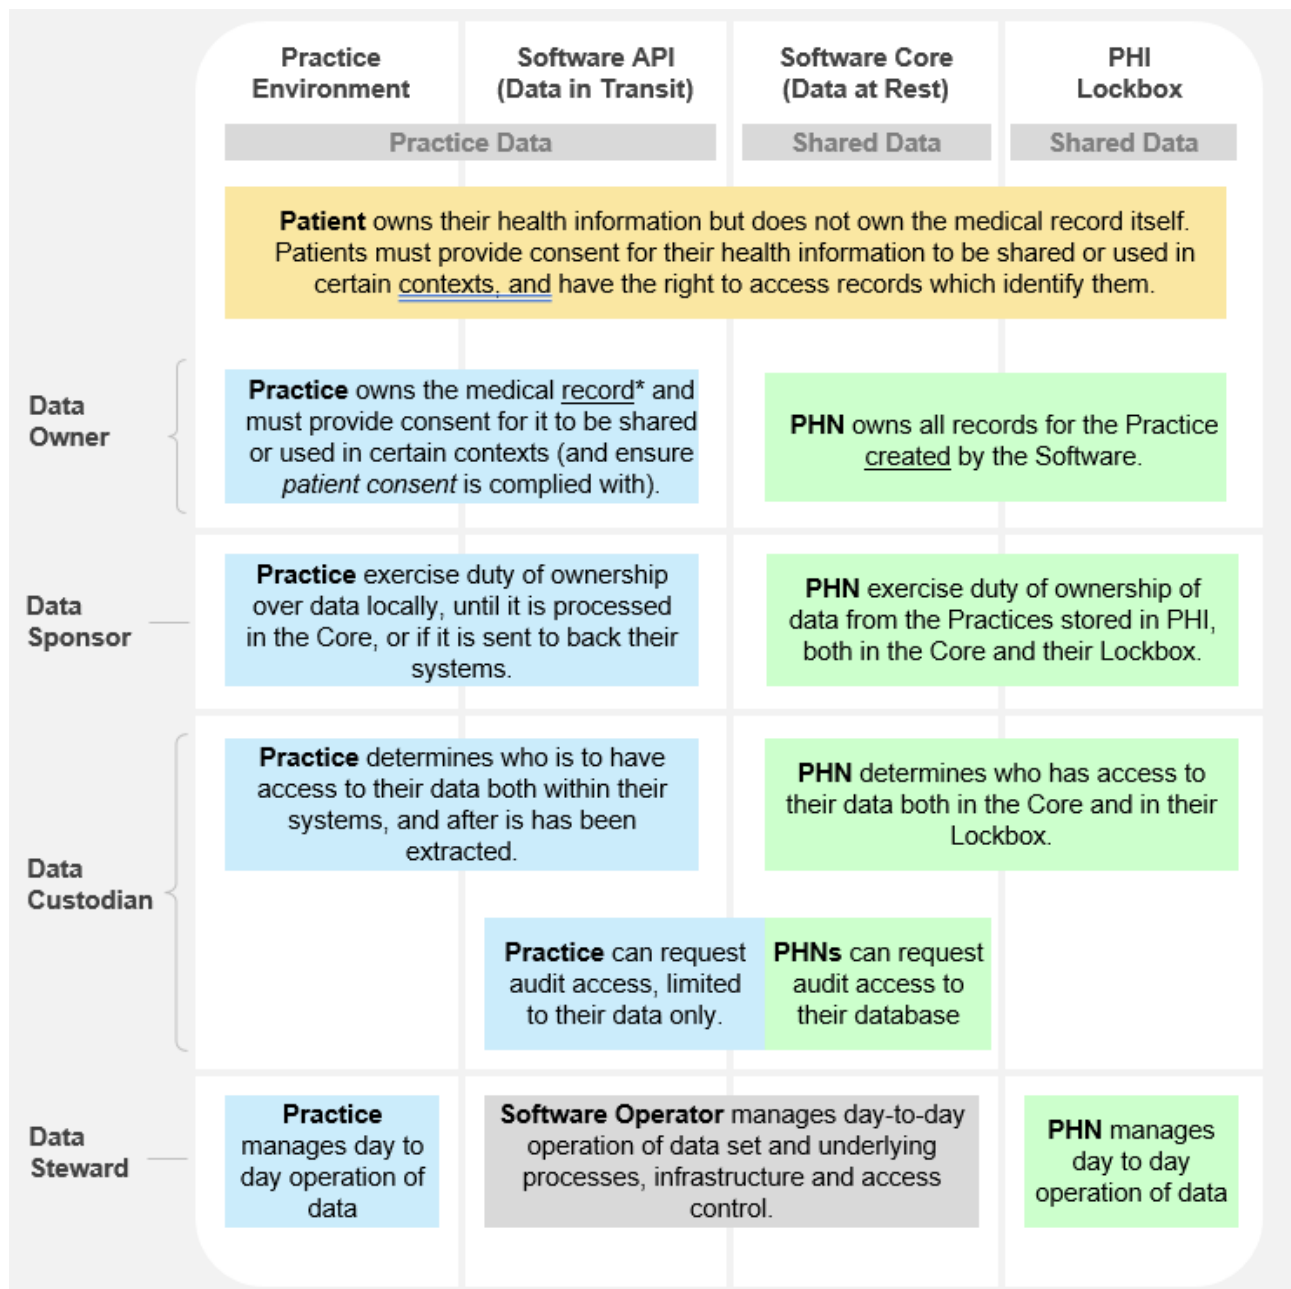 Practice
Environment
Software API
(Data in Transit)
Software Core
(Data at Rest)
PHI
Lockbox
Practice Data
Shared Data
Shared Data
Patient owns their health information but does not own the medical record itself.
Patients must provide consent for their health information to be shared or used in
certain contexts, and have the right to access records which identify them.
Data
Owner
Practice owns the medical record* and
must provide consent for it to be shared
or used in certain contexts (and ensure
patient consent is complied with).
PHN owns all records for the Practice
created by the Software.
Data
Sponsor
Practice exercise duty of ownership
over data locally, until it is processed
in the Core, or if it is sent to back their
systems.
PHN exercise duty of ownership of
data from the Practices stored in PHI,
both in the Core and their Lockbox.
Data
Custodian
Practice determines who is to have
access to their data both within their
systems, and after is has been
extracted.
PHN determines who has access to
their data both in the Core and in their
Lockbox.
Practice can request
audit access, limited
to their data only.
PHNs can request
audit access to
their database
Data
Steward
Practice
manages day to
day operation of
data
Software Operator manages day-to-day
operation of data set and underlying
processes, infrastructure and access
control.
PHN manages
day to day
operation of data